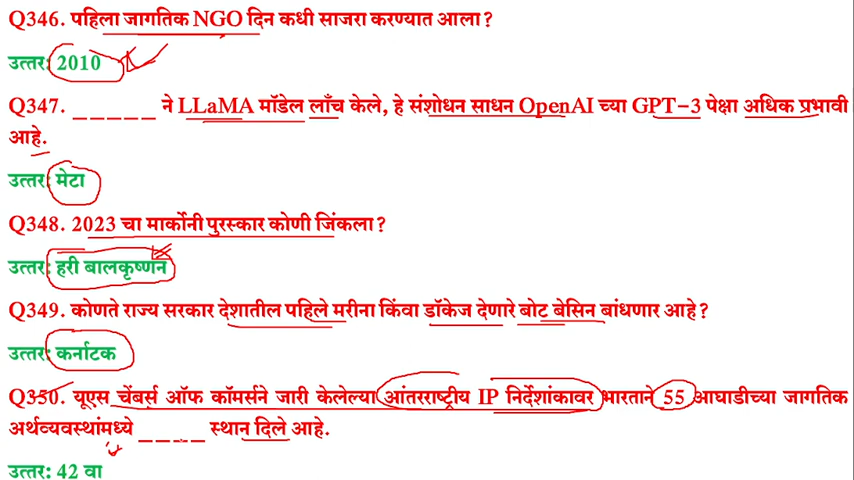 Q346. पहिला जागतिक NGO दिन कधी साजरा करण्यात आला?
उत्तर: 2010
Q347. _ _ _ _ _ ने LLaMA मॉडेल लाँच केले, हे संशोधन साधन OpenAI च्या GPT-3 पेक्षा अधिक प्रभावी
आहे.
उत्तर: मेटा
Q348. 2023 चा मार्कोनी पुरस्कार कोणी जिंकला?
उत्तर: हरी बालकृष्णन
Q349. कोणते राज्य सरकार देशातील पहिले मरीना किंवा डॉकेज देणारे बोट बेसिन बांधणार आहे?
उत्तर: कर्नाटक
Q350. यूएस चेंबर्स ऑफ कॉमर्सने जारी केलेल्या आंतरराष्ट्रीय IP निर्देशांकावर भारताने 55 आघाडीच्या जागतिक
अर्थव्यवस्थांमध्ये _ _ _ _ स्थान दिले आहे.
उत्तर: 42 वा